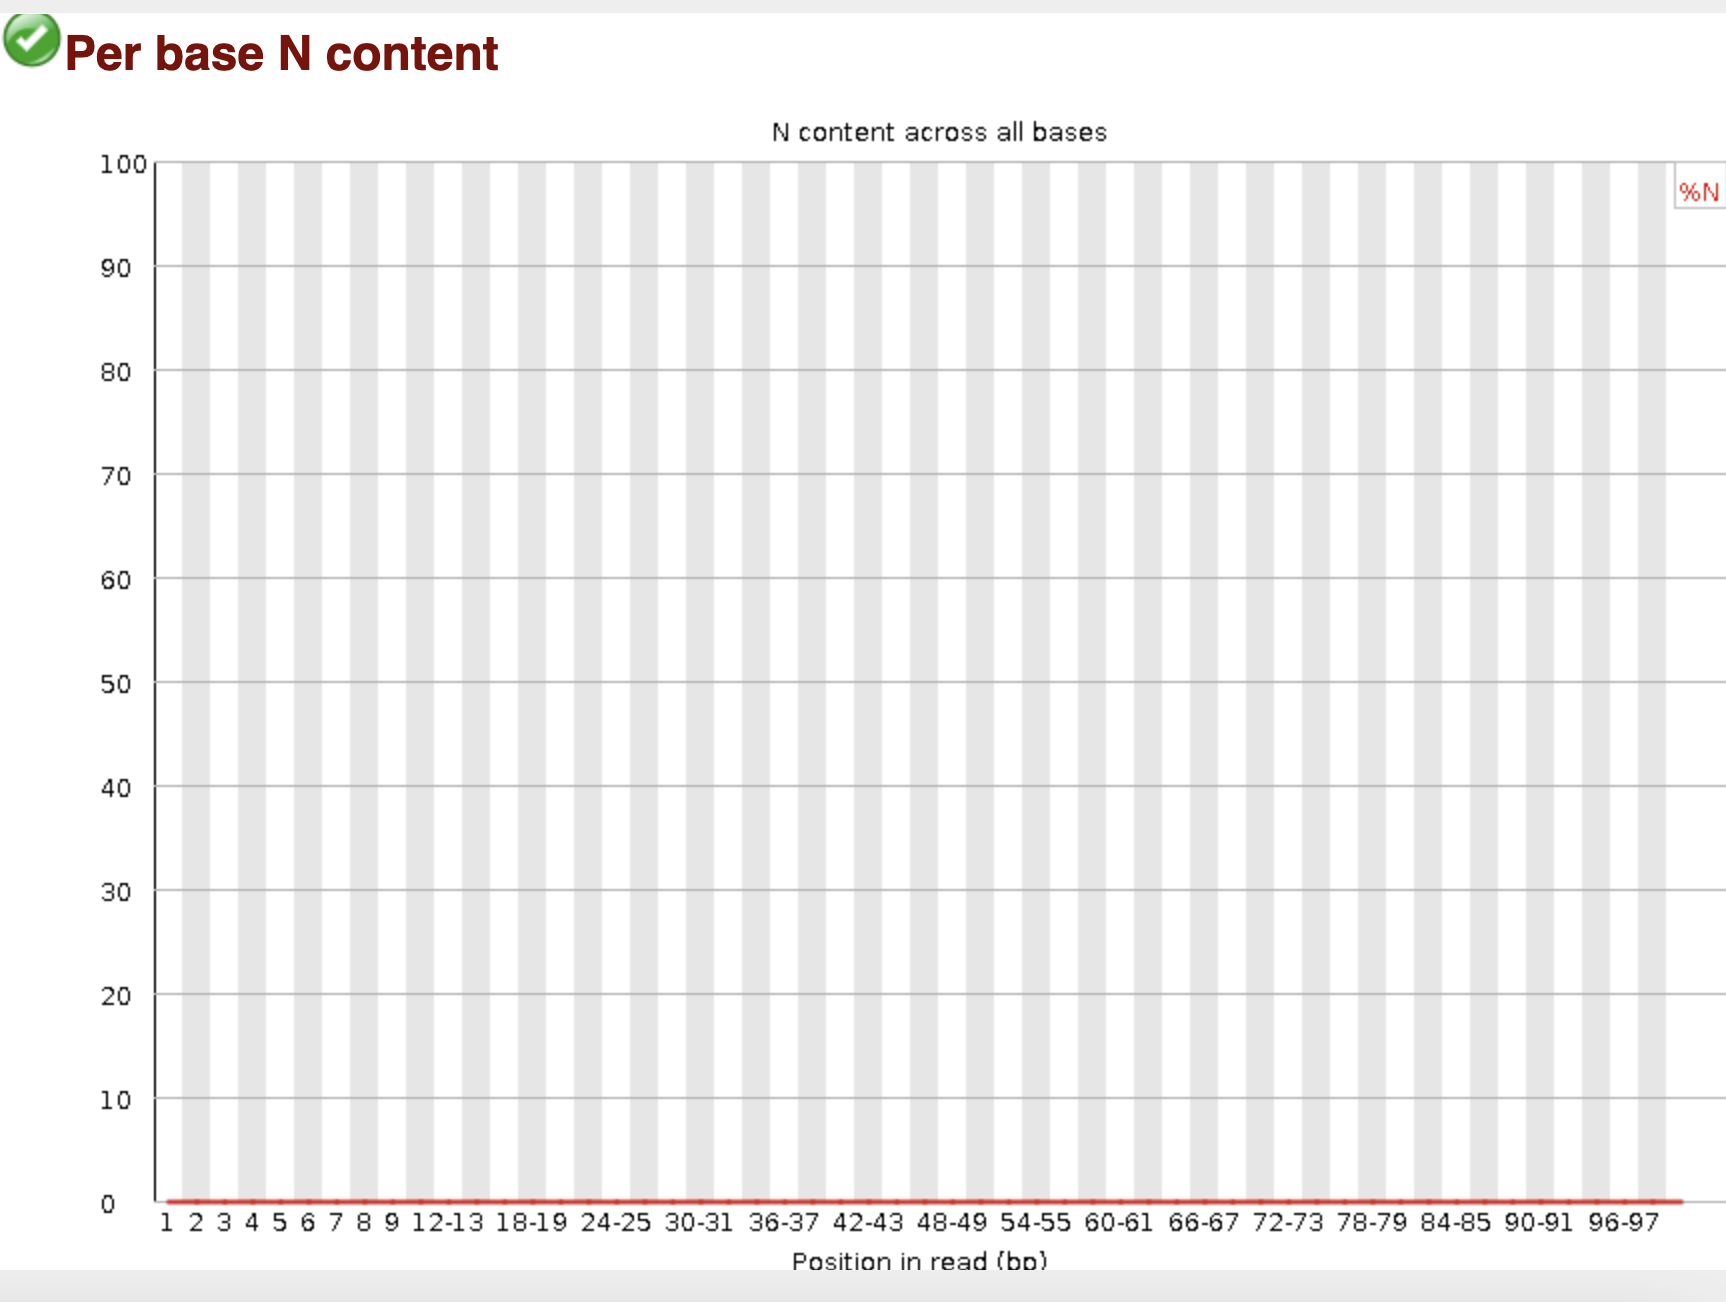 Per base N content
N content across all bases
100
%N
90
80
70
60
50
40
30
20
10
0
1 2 3 4 5 6 7 8 9 12-13 18-19 24-25 30-31 36-37 42-43 48-49 54-55 60-61 66-67 72-73 78-79 84-85 90-91 96-97
Position in read (bp)